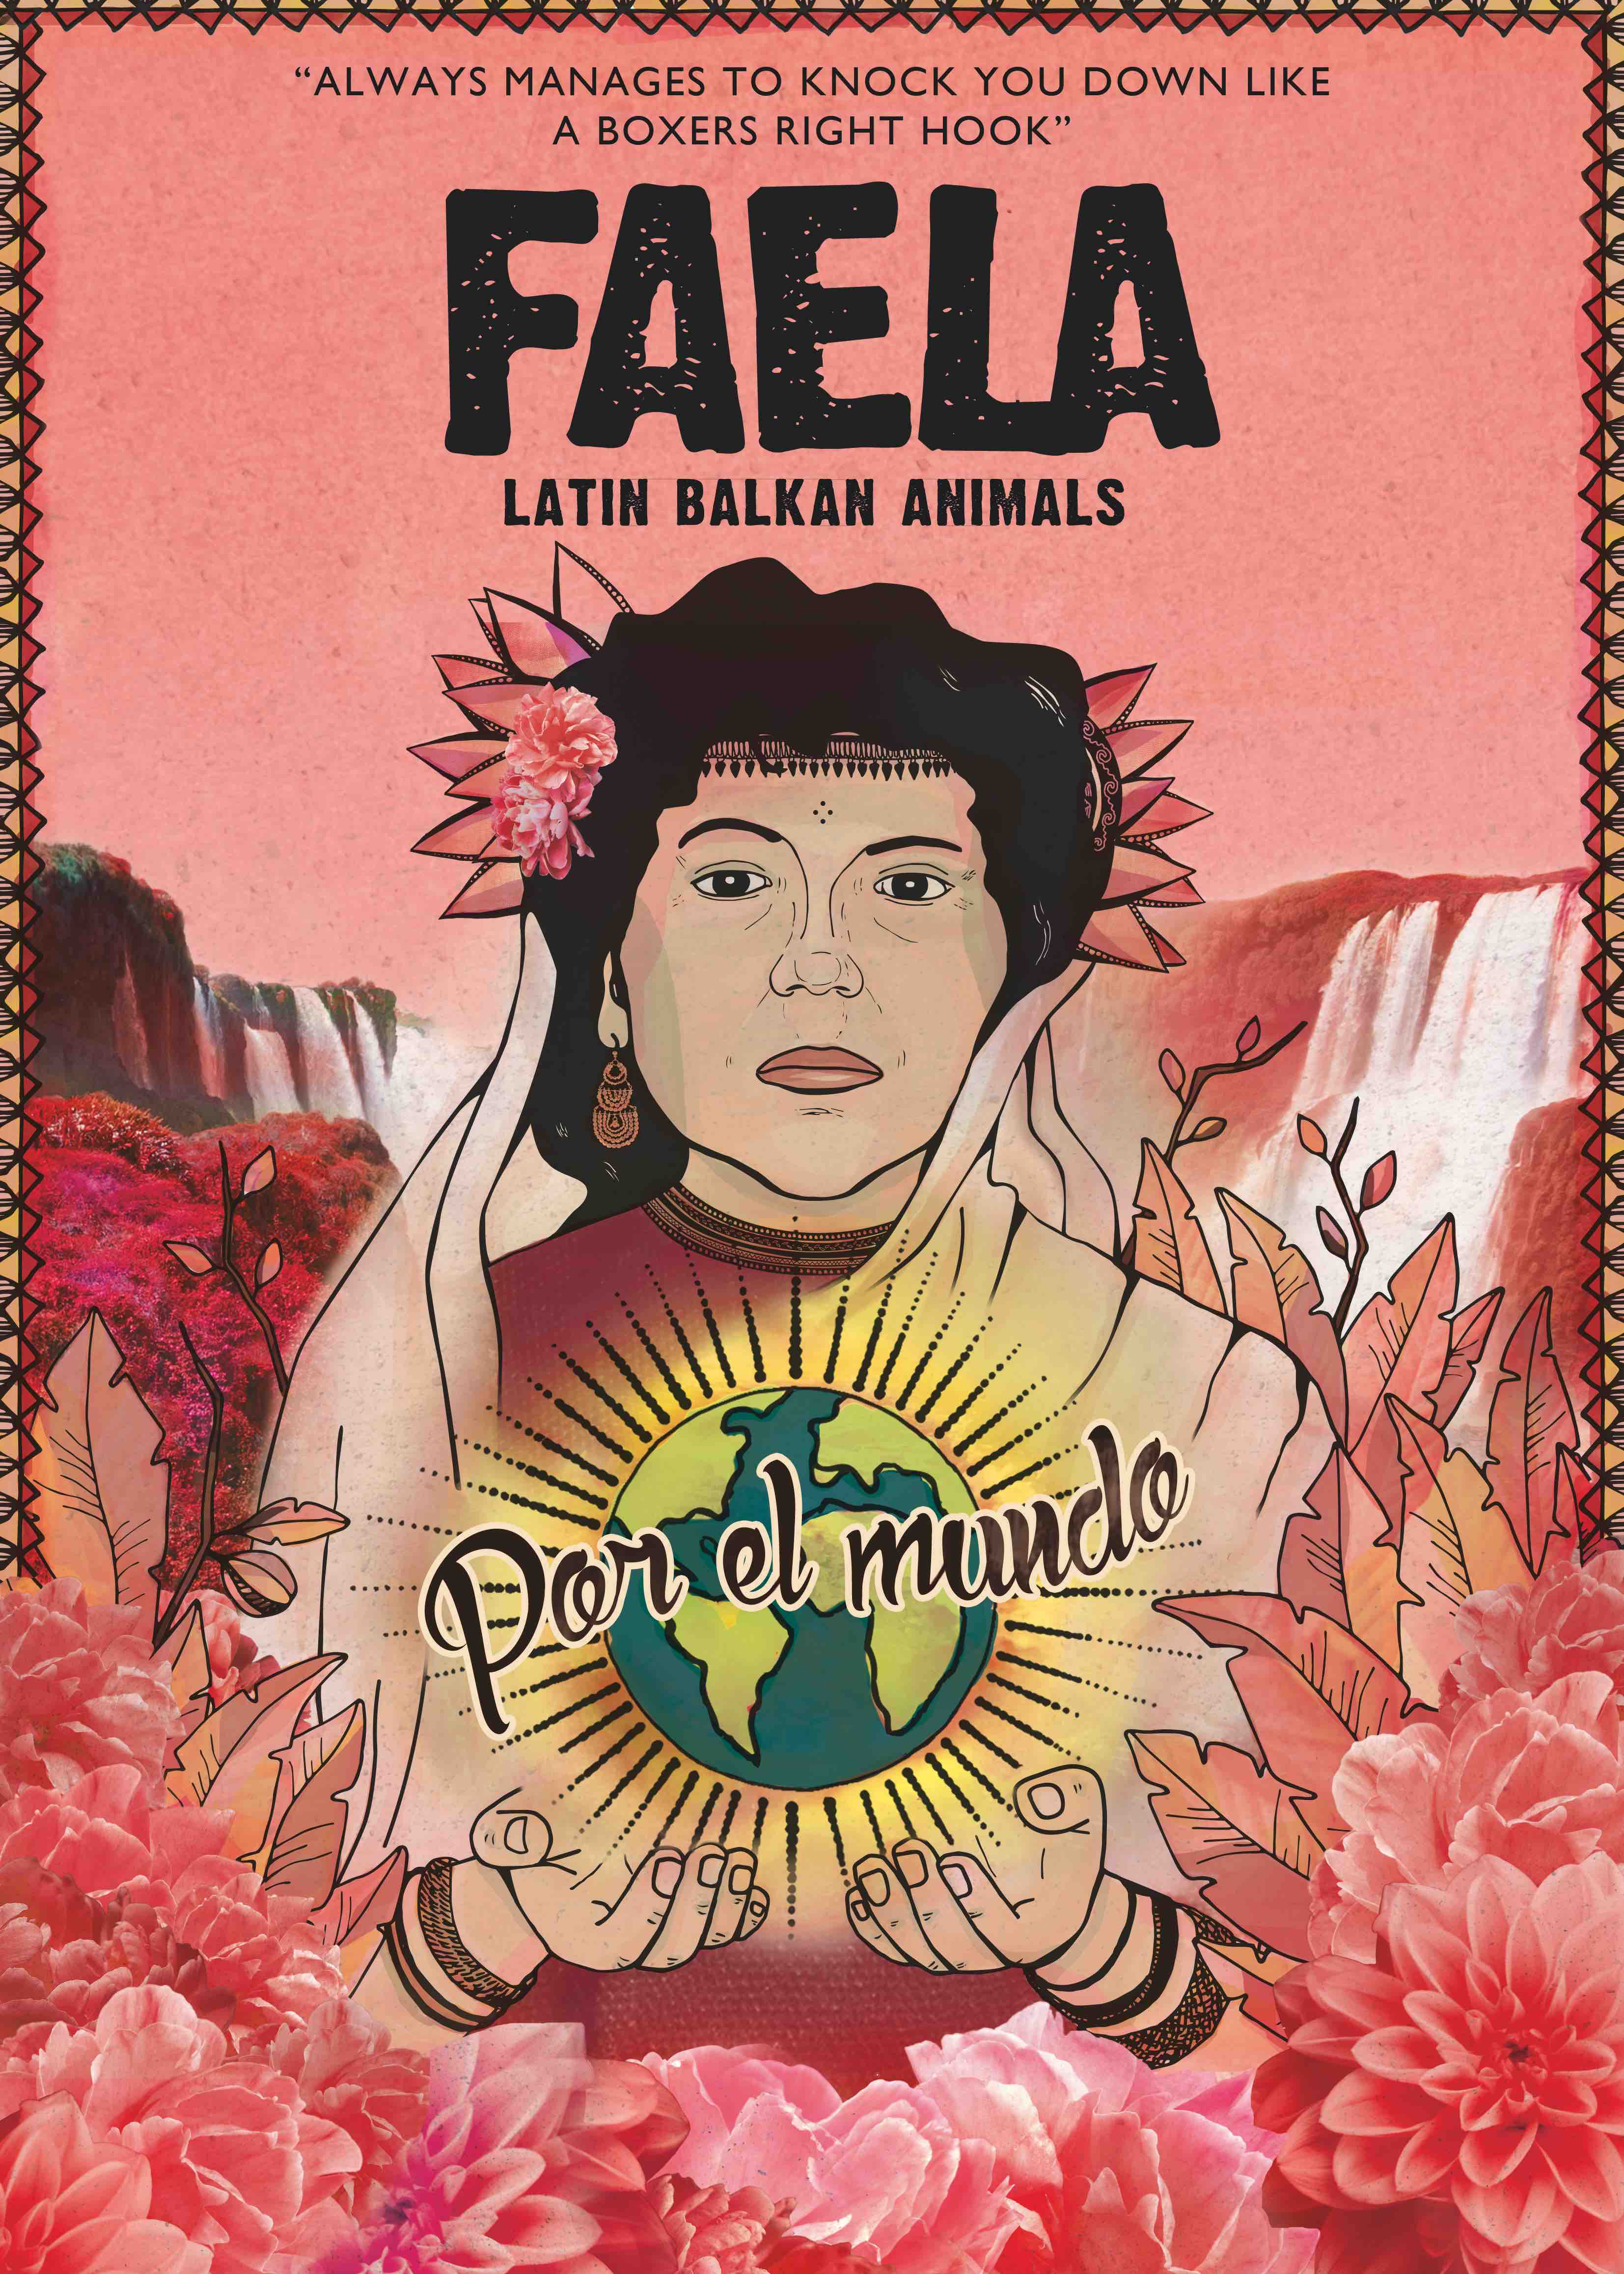 “ALWAYS MANAGES TO KNOCK YOU DOWN LIKE
A BOXERS RIGHT HOOK”
FAELA
LATIN BALKAN ANIMALS
Por el mundo